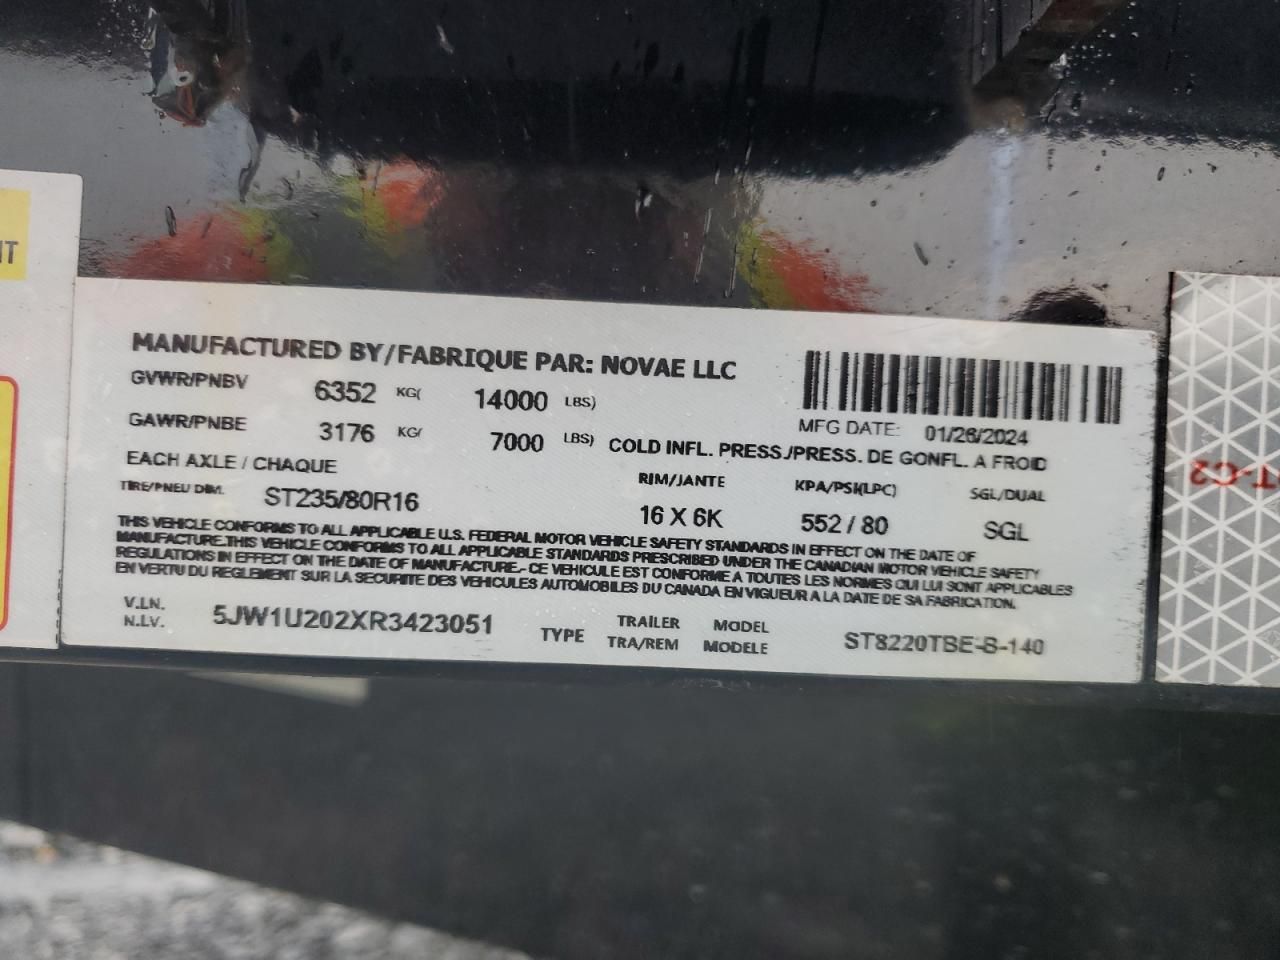 MANUFACTURED BY/FABRIQUE PAR: NOVAE LLC
GVWR/PNBV 6352 KG( 14000 LBS)
MFG DATE: 01/26/2024
GAWR/PNBE 3176 KG/ 7000 LBS) COLD INFL. PRESS./PRESS. DE GONFL. A FROID
EACH AXLE / CHAQUE RIM/JANTE KPA/PSI(LPC) SGL/DUAL
TIRE/PNEU DIM. ST235/80R16 16 X 6K 552 / 80 SGL
THIS VEHICLE CONFORMS TO ALL APPLICABLE U.S. FEDERAL MOTOR VEHICLE SAFETY STANDARDS IN EFFECT ON THE DATE OF
MANUFACTURE.THIS VEHICLE CONFORMS TO ALL APPLICABLE STANDARDS PRESCRIBED UNDER THE CANADIAN MOTOR VEHICLE SAFETY
REGULATIONS IN EFFECT ON THE DATE OF MANUFACTURE.- CE VEHICULE EST CONFORME A TOUTES LES NORMES QUI LUI SONT APPLICABLES
EN VERTU DU REGLEMENT SUR LA SECURITE DES VEHICULES AUTOMOBILES DU CANADA EN VIGUEUR A LA DATE DE SA FABRICATION.
V.I.N. 5JW1U202XR3423051 TRAILER MODEL
N.I.V. TYPE TRA/REM MODELE ST8220TBE-B-140